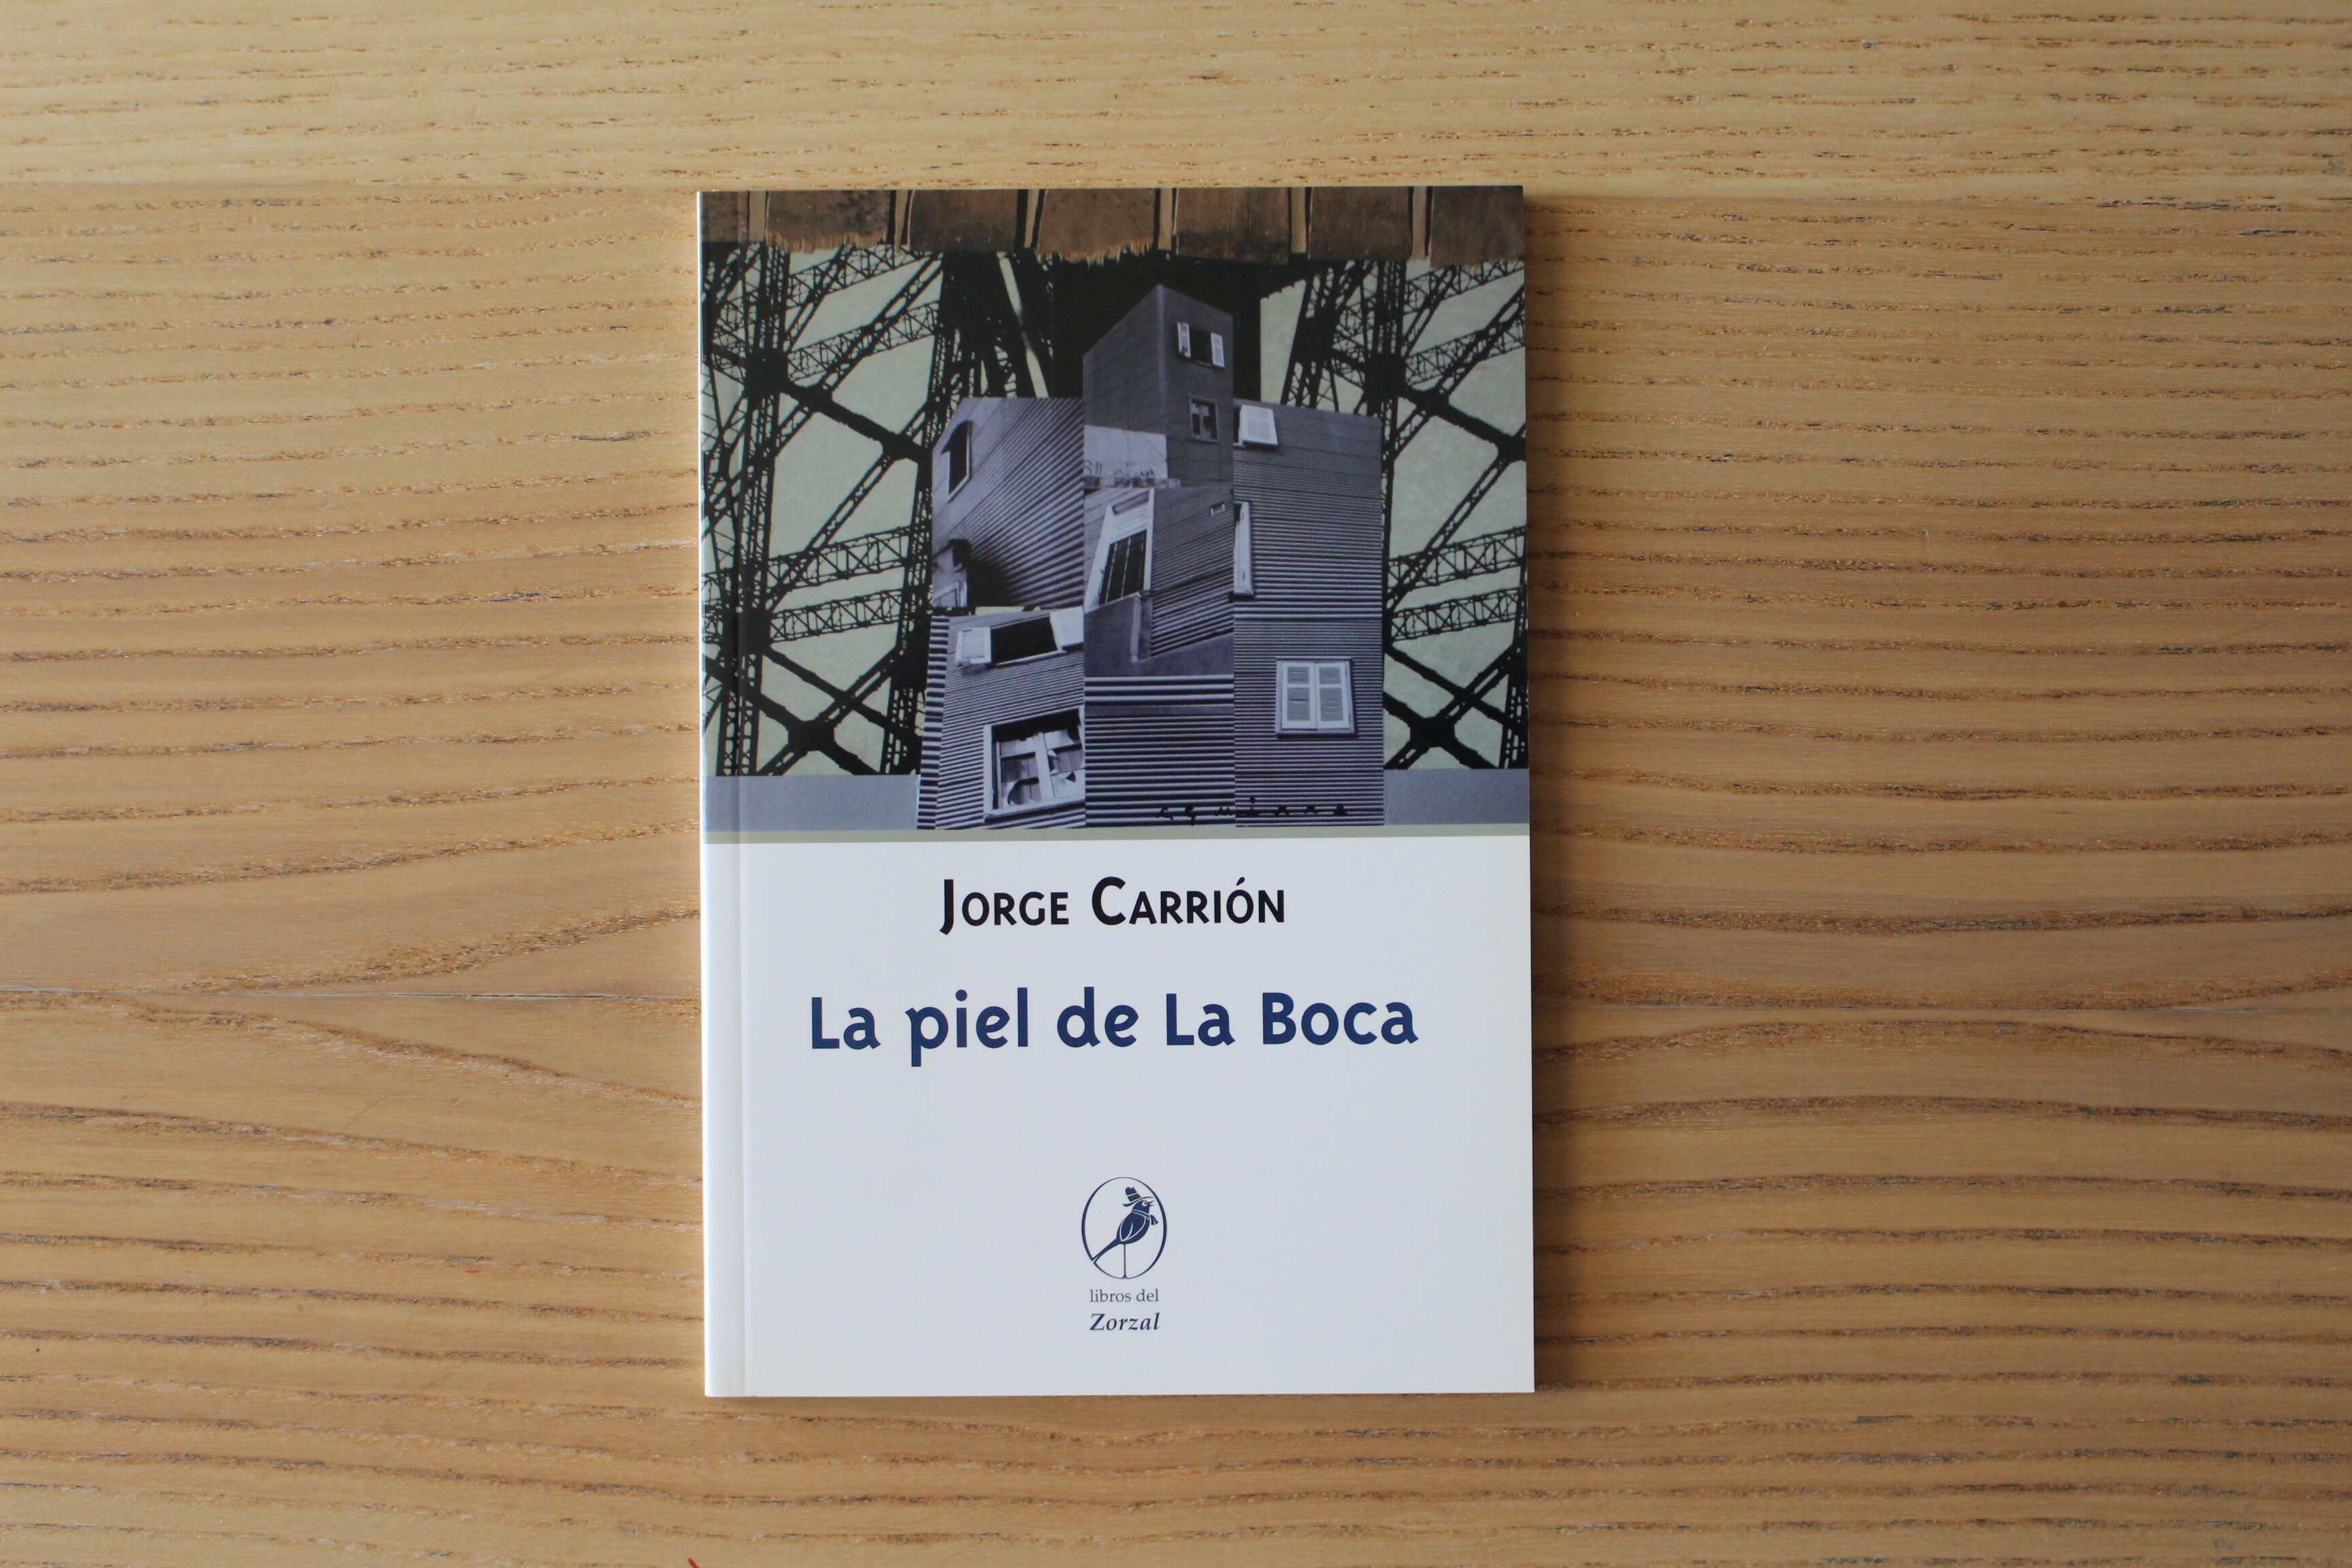 Jorge Carrión
La piel de La Boca
libros del
Zorzal